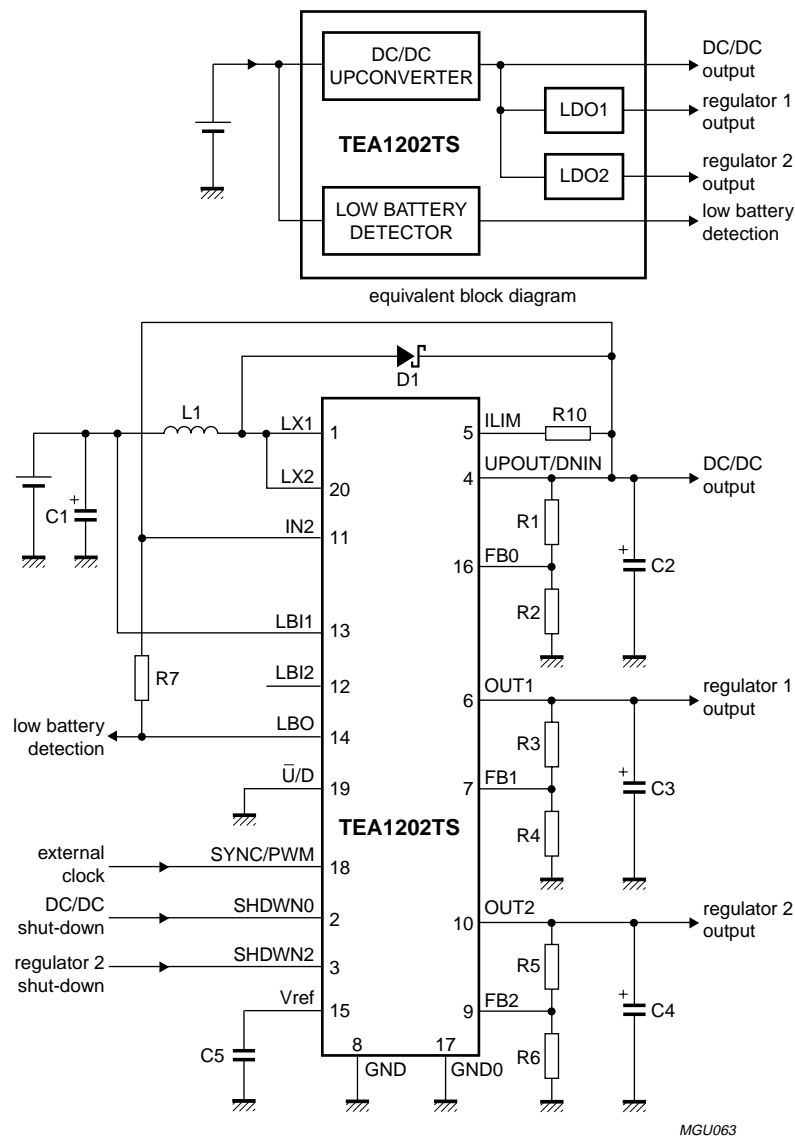 DC/DC
UPCONVERTER
DC/DC
output
LDO1
regulator 1
output
TEA1202TS
LDO2
regulator 2
output
LOW BATTERY
DETECTOR
low battery
detection
equivalent block diagram
D1
L1
LX1
1
5
ILIM
R10
LX2
20
4
UPOUT/DNIN
DC/DC
output
C1
+
IN2
11
R1
16
FB0
+
C2
R2
LBI1
13
R7
LBI2
12
6
OUT1
regulator 1
output
low battery
detection
LBO
14
R3
U̅/D
19
7
FB1
+
C3
TEA1202TS
R4
external
clock
SYNC/PWM
18
DC/DC
shut-down
SHDWN0
2
10
OUT2
regulator 2
output
regulator 2
shut-down
SHDWN2
3
R5
Vref
15
9
FB2
+
C4
C5
8
17
R6
GND
GND0
MGU063